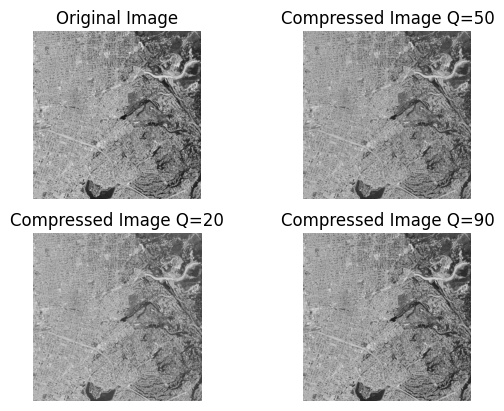 Original Image
Compressed Image Q=50
Compressed Image Q=20
Compressed Image Q=90